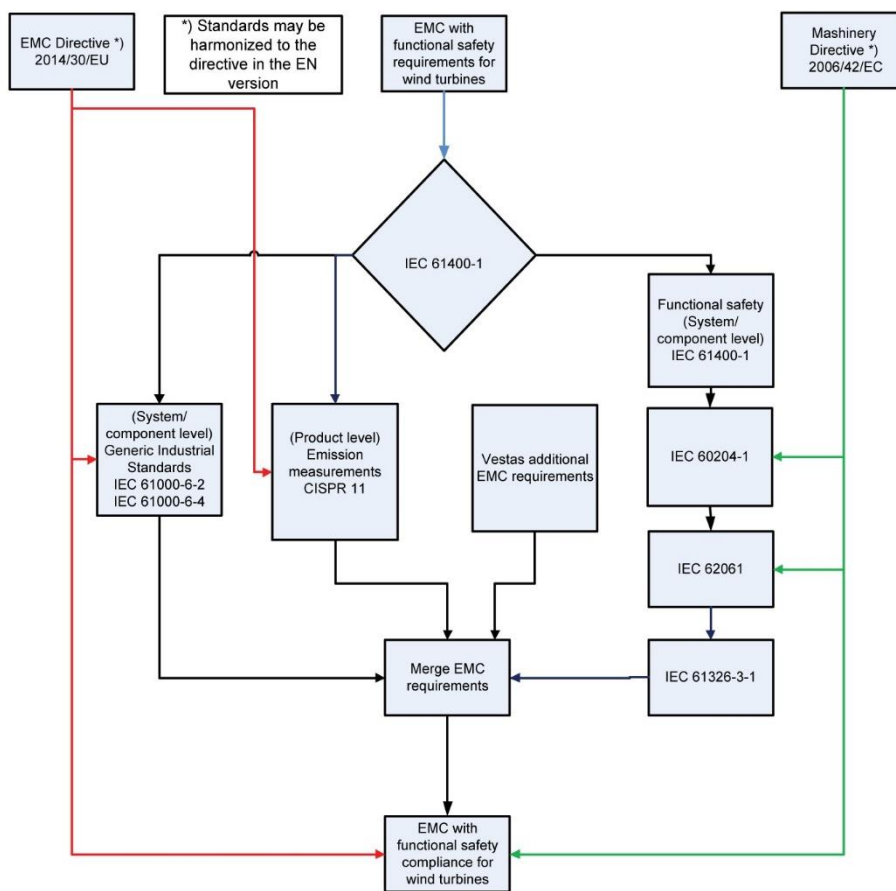 EMC Directive *)
2014/30/EU
*) Standards may be
harmonized to the
directive in the EN
version
EMC with
functional safety
requirements for
wind turbines
Mashinery
Directive *)
2006/42/EC
IEC 61400-1
Functional safety
(System/
component level)
IEC 61400-1
(System/
component level)
Generic Industrial
Standards
IEC 61000-6-2
IEC 61000-6-4
(Product level)
Emission
measurements
CISPR 11
Vestas additional
EMC requirements
IEC 60204-1
IEC 62061
Merge EMC
requirements
IEC 61326-3-1
EMC with
functional safety
compliance for
wind turbines